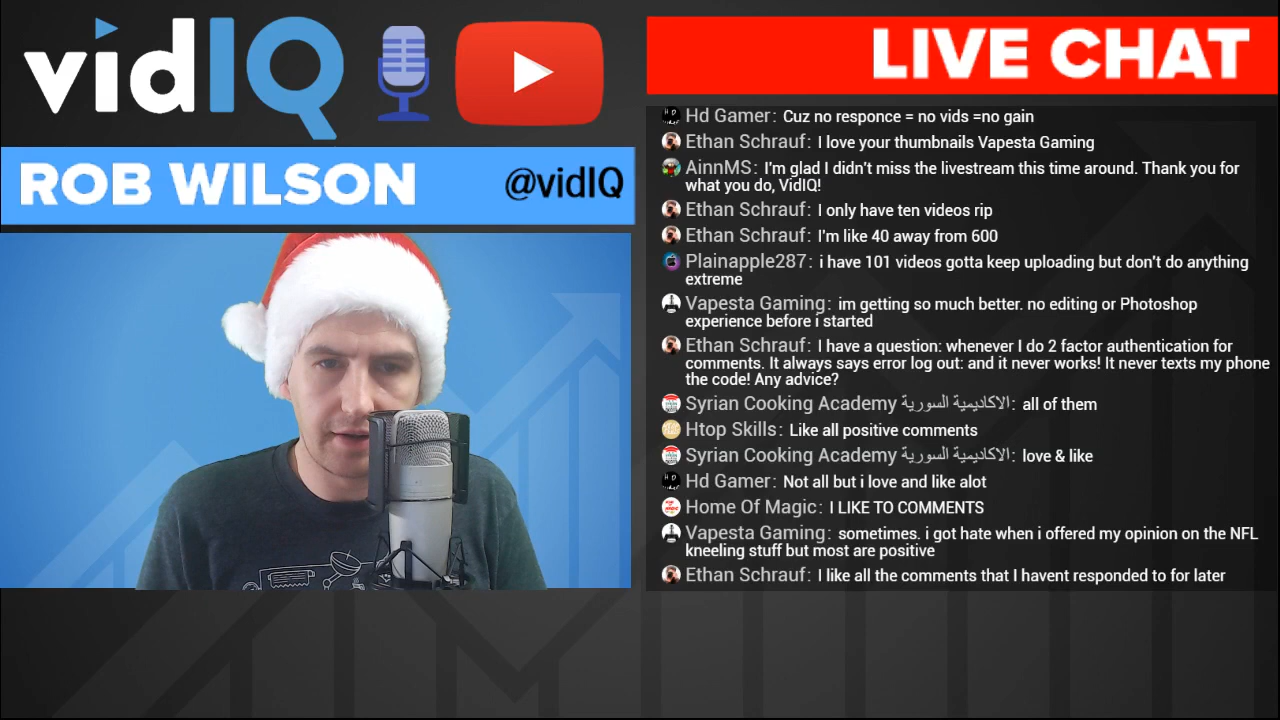 vidIQ
ROB WILSON
@vidIQ
LIVE CHAT
Hd Gamer: Cuz no responce = no vids =no gain
Ethan Schrauf: I love your thumbnails Vapesta Gaming
AinnMS: I'm glad I didn't miss the livestream this time around. Thank you for
what you do, VidIQ!
Ethan Schrauf: I only have ten videos rip
Ethan Schrauf: I'm like 40 away from 600
Plainapple287: i have 101 videos gotta keep uploading but don't do anything
extreme
Vapesta Gaming: im getting so much better. no editing or Photoshop
experience before i started
Ethan Schrauf: I have a question: whenever I do 2 factor authentication for
comments. It always says error log out: and it never works! It never texts my phone
the code! Any advice?
Syrian Cooking Academy الاكاديمية السورية: all of them
Htop Skills: Like all positive comments
Syrian Cooking Academy الاكاديمية السورية: love & like
Hd Gamer: Not all but i love and like alot
Home Of Magic: I LIKE TO COMMENTS
Vapesta Gaming: sometimes. i got hate when i offered my opinion on the NFL
kneeling stuff but most are positive
Ethan Schrauf: I like all the comments that I havent responded to for later